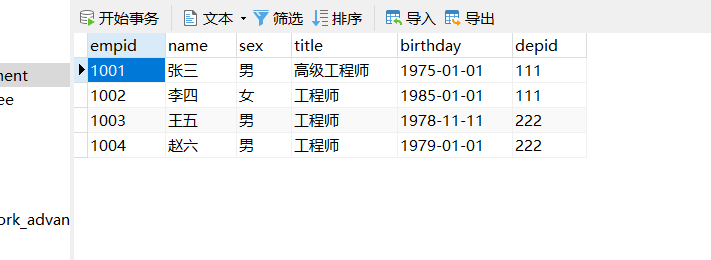 开始事务 文本 筛选 排序 导入 导出
empid name sex title birthday depid
1001 张三 男 高级工程师 1975-01-01 111
ment
1002 李四 女 工程师 1985-01-01 111
ee
1003 王五 男 工程师 1978-11-11 222
1004 赵六 男 工程师 1979-01-01 222
ork_advan